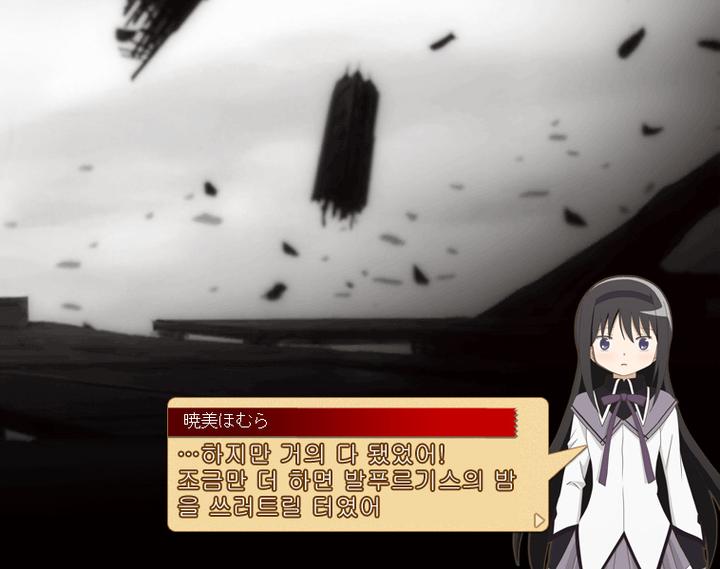 暁美ほむら
…하지만 거의 다 됐었어!
조금만 더 하면 발푸르기스의 밤
을 쓰러트릴 터였어